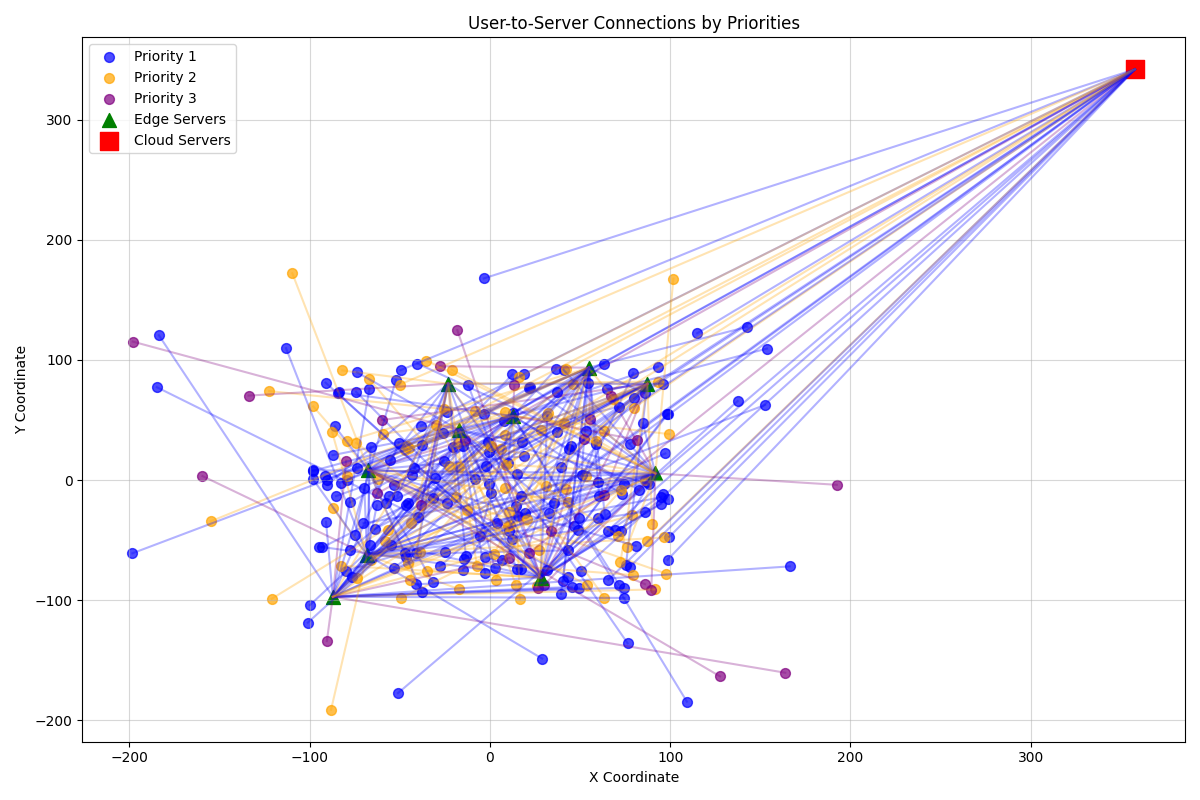 User-to-Server Connections by Priorities
Priority 1
Priority 2
Priority 3
Edge Servers
Cloud Servers
Y Coordinate
300
200
100
0
−100
−200
−200
−100
0
100
200
300
X Coordinate